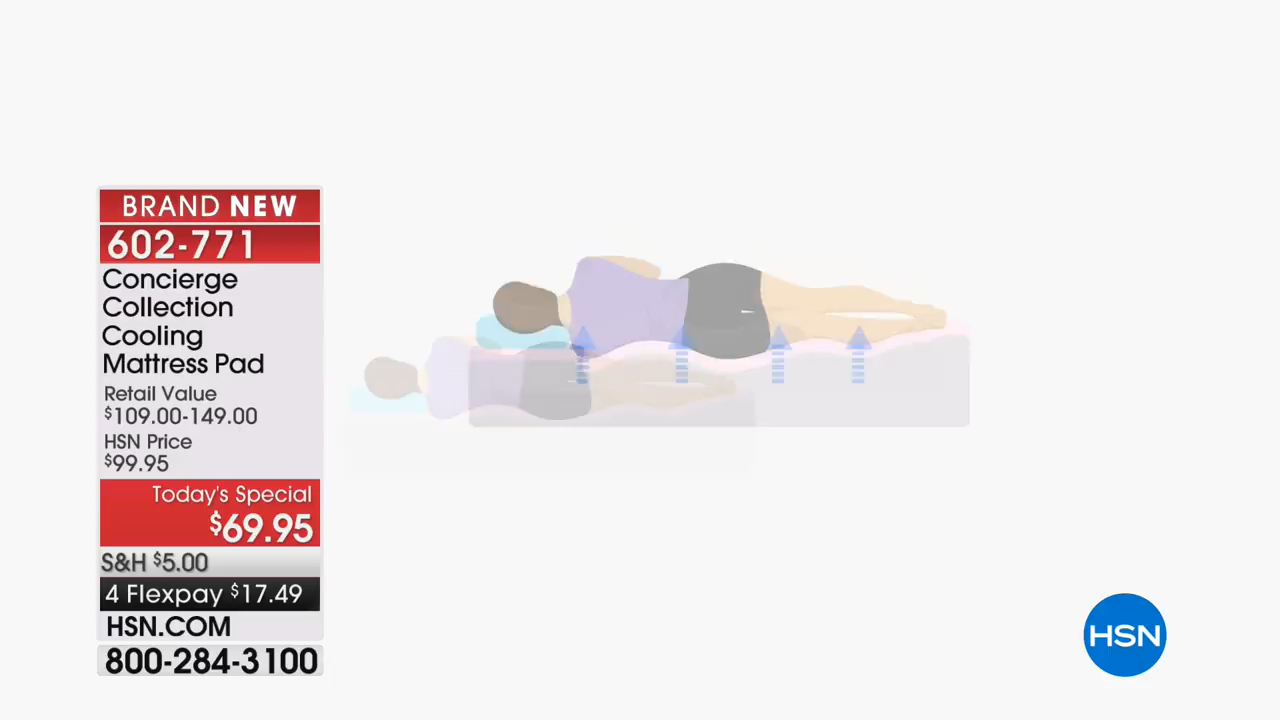 BRAND NEW
602-771
Concierge
Collection
Cooling
Mattress Pad
Retail Value
$109.00-149.00
HSN Price
$99.95
Today's Special
$69.95
S&H $5.00
4 Flexpay $17.49
HSN.COM
800-284-3100
HSN